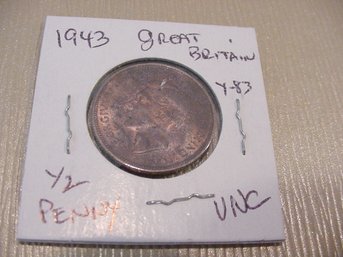 1943 GREAT
BRITAIN
Y-83
1/2
PENNY
UNC